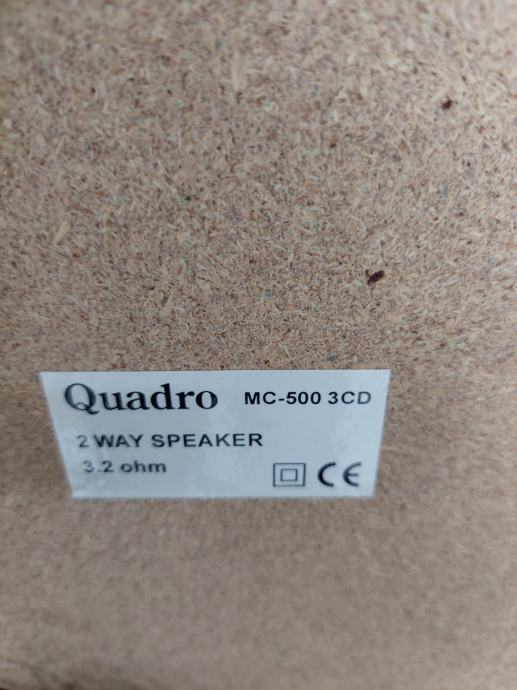 Quadro MC-500 3CD
2 WAY SPEAKER
3.2 ohm
CE